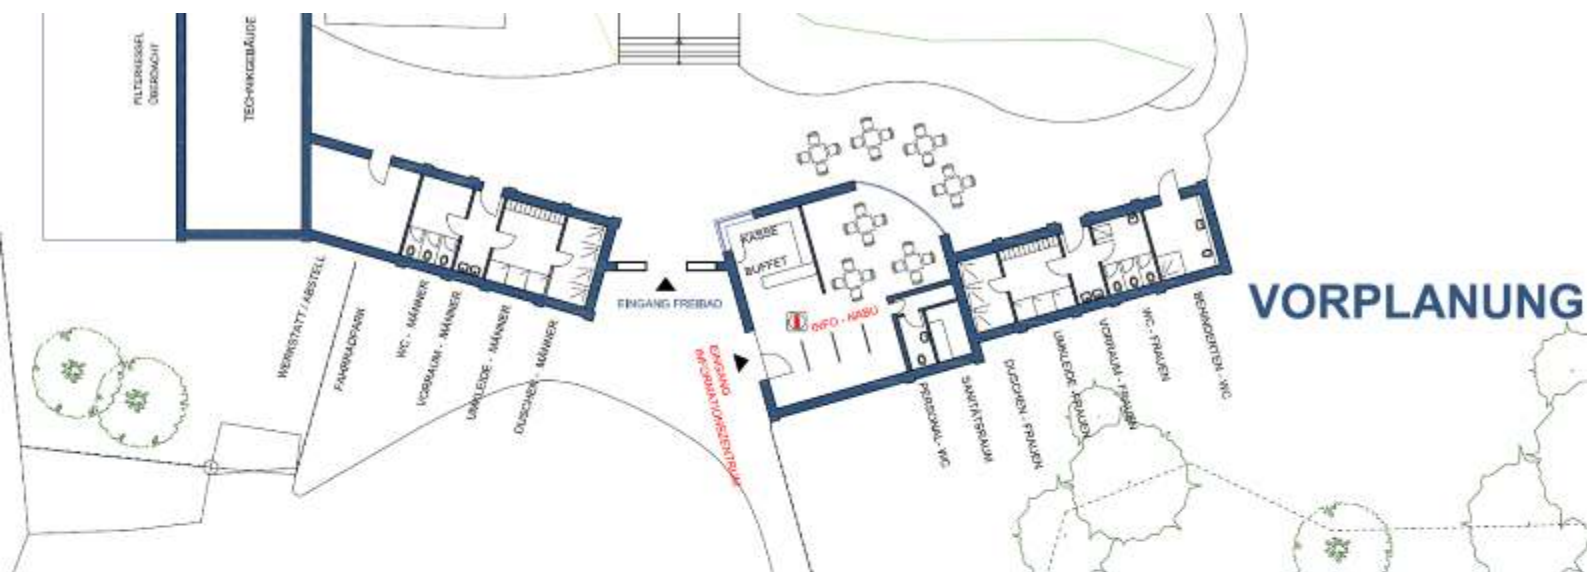 FILTERKESSEL
ÜBERDACHT
TECHNIKGEBÄUDE
WERKSTATT / ABSTELL
FAHRRADPARK
WC - MÄNNER
VORRAUM - MÄNNER
UMKLEIDE - MÄNNER
DUSCHEN - MÄNNER
EINGANG FREIBAD
KASSE
BUFFET
INFO - NABU
EINGANG
INFORMATIONSZENTRUM
PERSONAL- WC
SANITÄTSRAUM
DUSCHEN - FRAUEN
UMKLEIDE - FRAUEN
VORRAUM - FRAUEN
WC - FRAUEN
BEHINDERTEN - WC
VORPLANUNG